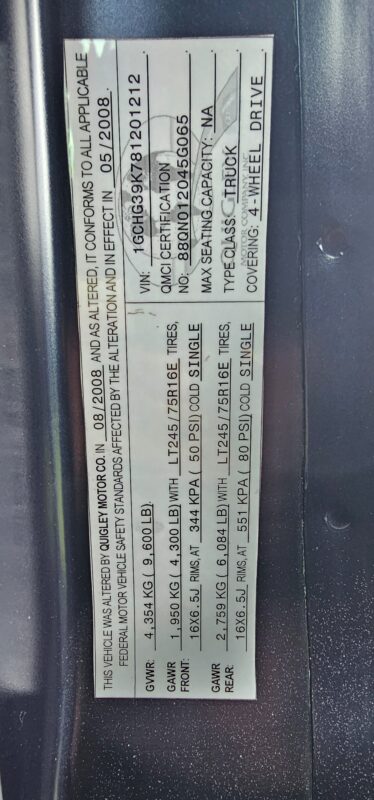 THIS VEHICLE WAS ALTERED BY QUIGLEY MOTOR CO. IN 08/2008 AND AS ALTERED, IT CONFORMS TO ALL APPLICABLE
FEDERAL MOTOR VEHICLE SAFETY STANDARDS AFFECTED BY THE ALTERATION AND IN EFFECT IN 05/2008.
GVWR: 4,354 KG ( 9,600 LB)
GAWR
FRONT: 1,950 KG ( 4,300 LB) WITH LT245/75R16E TIRES,
16X6.5J RIMS, AT 344 KPA ( 50 PSI) COLD SINGLE
GAWR
REAR: 2,759 KG ( 6,084 LB) WITH LT245/75R16E TIRES,
16X6.5J RIMS, AT 551 KPA ( 80 PSI) COLD SINGLE
VIN: 1GCHG39K781201212
QMCI CERTIFICATION
NO: 88QN012045G065
MAX SEATING CAPACITY: NA
TYPE CLASS: TRUCK
COVERING: 4-WHEEL DRIVE
QUIGLEY
MOTOR COMPANY, INC